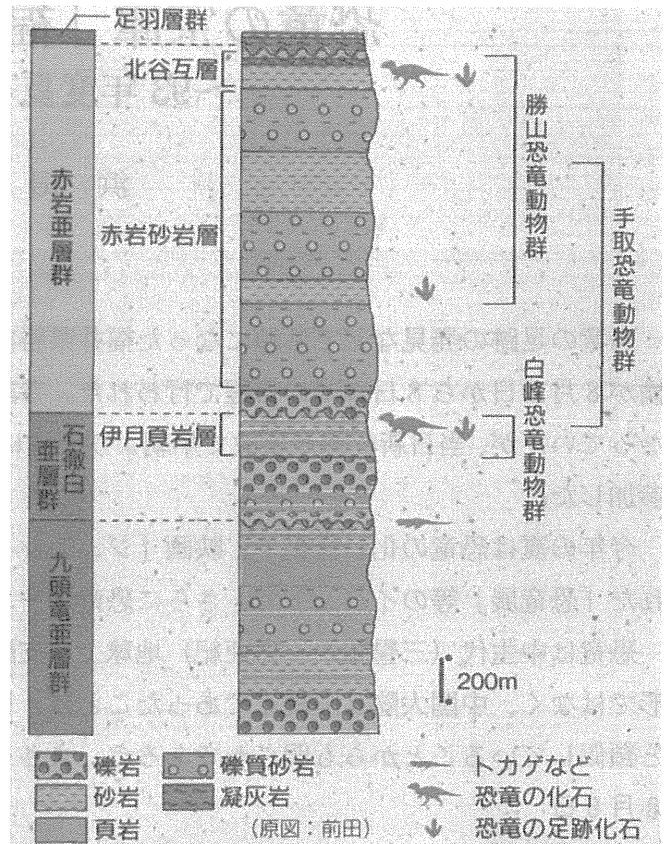 足羽層群
北谷互層
赤岩砂岩層
赤岩亜層群
伊月頁岩層
石徹白
亜層群
九頭竜亜層群
勝山恐竜動物群
手取恐竜動物群
白峰恐竜動物群
200m
礫岩
礫質砂岩
トカゲなど
砂岩
凝灰岩
恐竜の化石
頁岩
(原図:前田)
恐竜の足跡化石